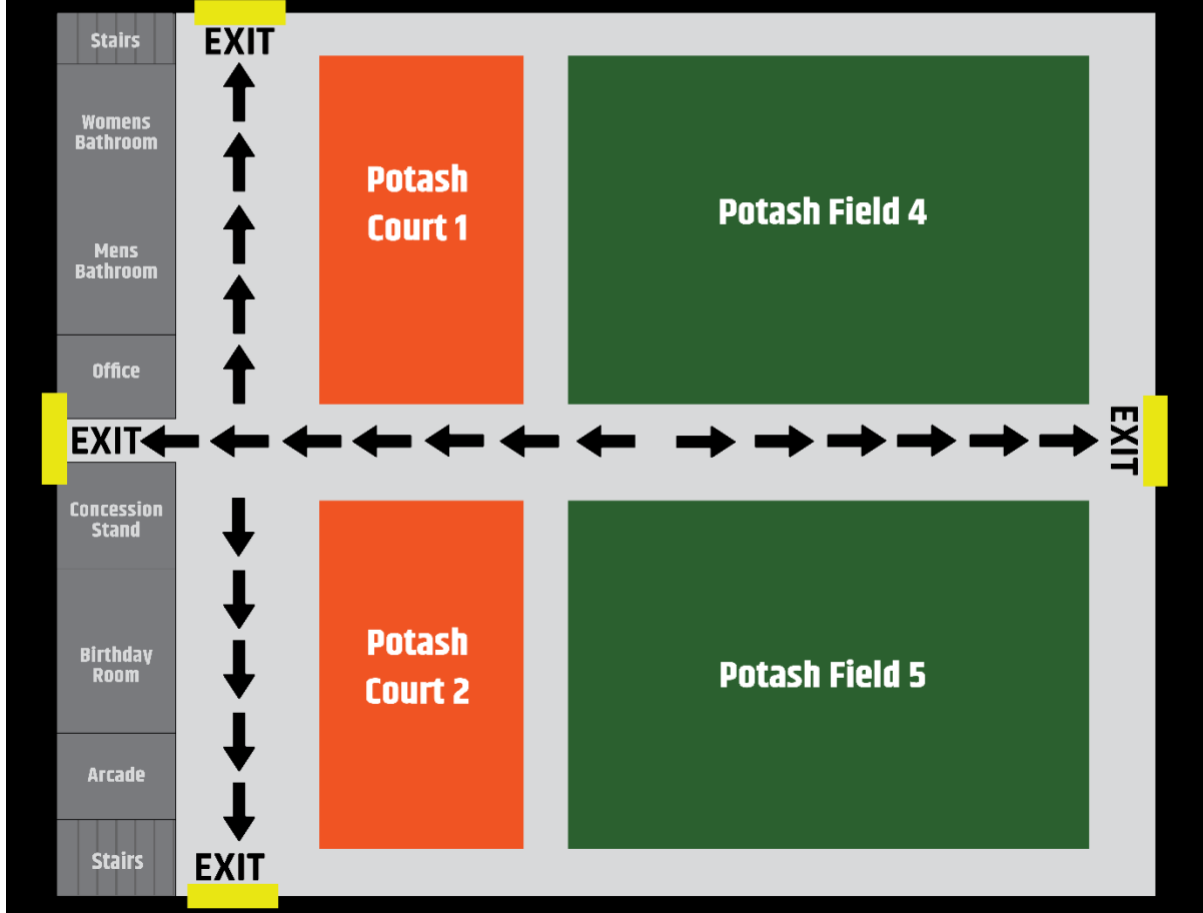 Stairs
EXIT
Womens
Bathroom
Potash
Court 1
Potash Field 4
Mens
Bathroom
Office
EXIT
EXIT
Concession
Stand
Birthday
Room
Potash
Court 2
Potash Field 5
Arcade
Stairs
EXIT